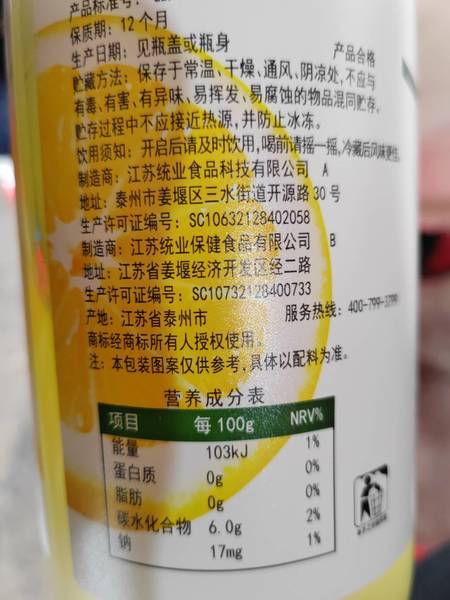 产品标准号：
保质期：12个月
生产日期：见瓶盖或瓶身
产品合格
贮藏方法：保存于常温、干燥、通风、阴凉处，不应与
有毒、有害、有异味、易挥发、易腐蚀的物品混同贮存。
贮存过程中不应接近热源，并防止冰冻。
饮用须知：开启后请及时饮用，喝前请摇一摇，冷藏后风味更佳。
制造商：江苏统业食品科技有限公司 A
地址：泰州市姜堰区三水街道开源路30号
生产许可证编号：SC10632128402058
制造商：江苏统业保健食品有限公司 B
地址：江苏省姜堰经济开发区经二路
生产许可证编号：SC10732128400733
产地：江苏省泰州市
服务热线：400-799-3799
商标经商标所有人授权使用。
注：本包装图案仅供参考，具体以配料为准。
营养成分表
项目 每100g NRV%
能量 103kJ 1%
蛋白质 0g 0%
脂肪 0g 0%
碳水化合物 6.0g 2%
钠 17mg 1%